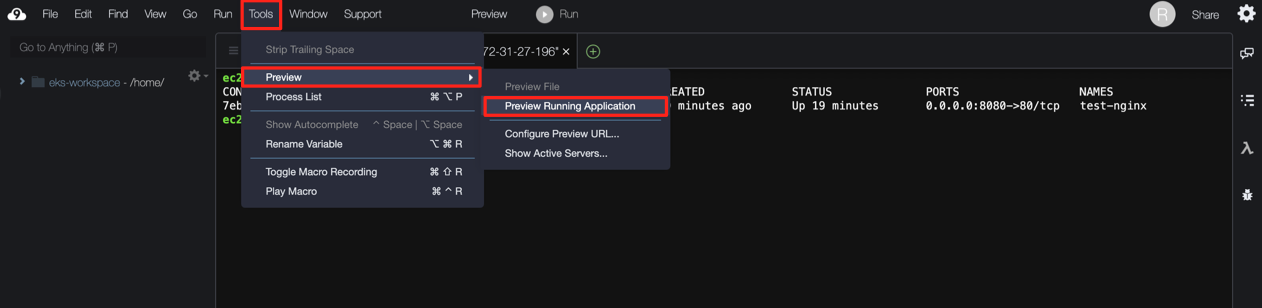 9 File Edit Find View Go Run Tools Window Support Preview Run R Share
Go to Anything (⌘ P)
eks-workspace - /home/
Strip Trailing Space
Preview
Process List ⌘ ⌥ P
Show Autocomplete ^ Space | ⌥ Space
Rename Variable ⌥ ⌘ R
Toggle Macro Recording ⌘ ⇧ R
Play Macro ⌘ ^ R
Preview File
Preview Running Application
Configure Preview URL...
Show Active Servers...
72-31-27-196" ×
ec2
CON EATED STATUS PORTS NAMES
7eb minutes ago Up 19 minutes 0.0.0.0:8080->80/tcp test-nginx
ec2